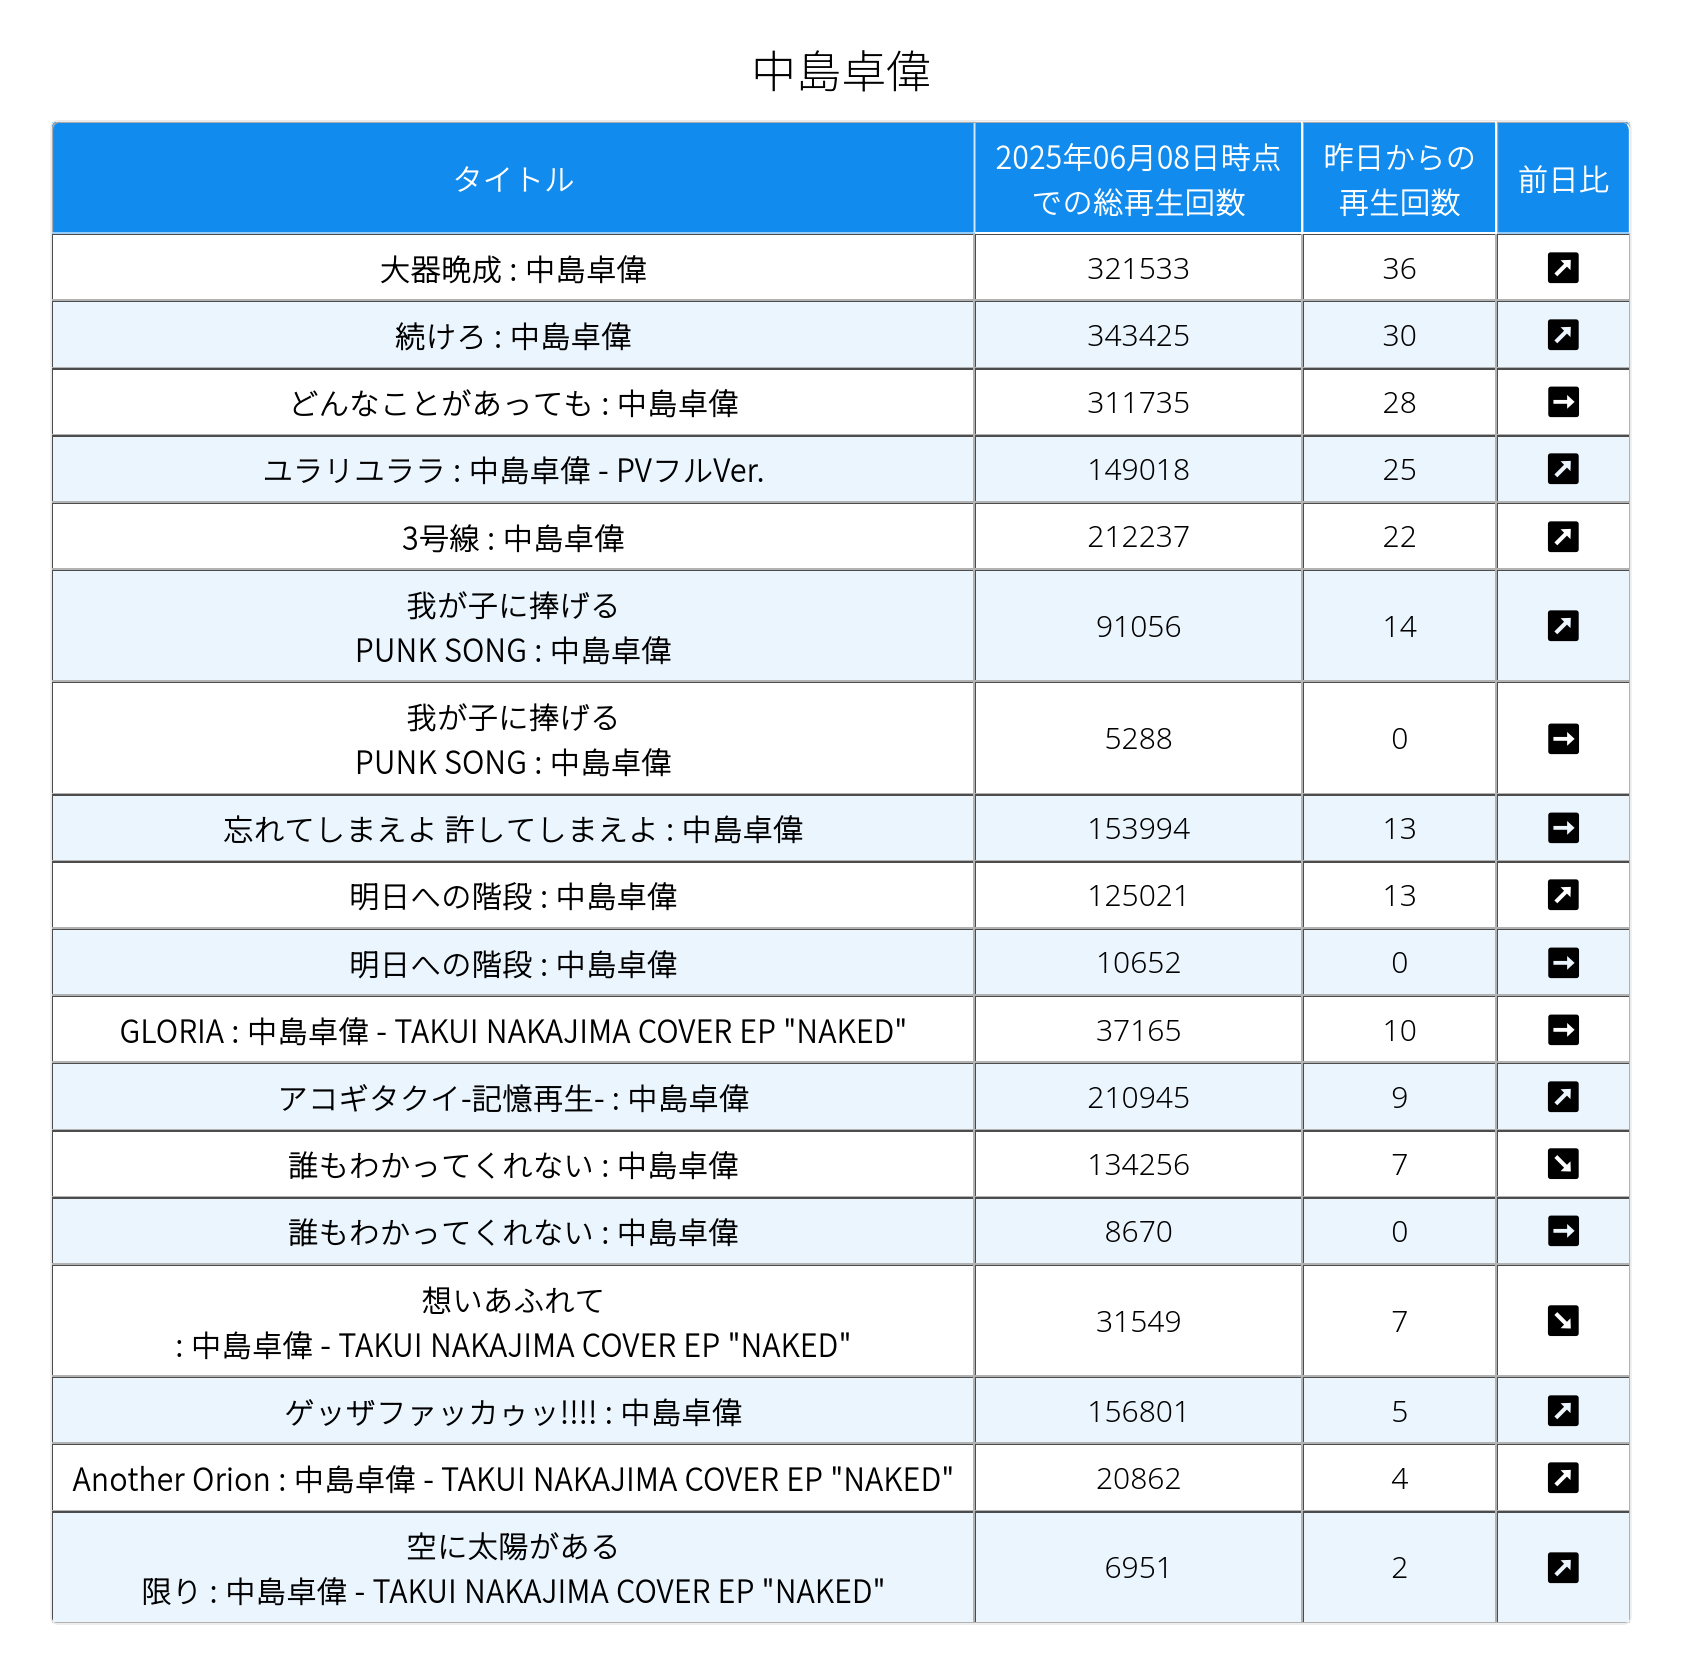 中島卓偉
タイトル
2025年06月08日時点
での総再生回数
昨日からの
再生回数
前日比
大器晩成 : 中島卓偉 321533 36 ↗
続けろ : 中島卓偉 343425 30 ↗
どんなことがあっても : 中島卓偉 311735 28 →
ユラリユララ : 中島卓偉 - PVフルVer. 149018 25 ↗
3号線 : 中島卓偉 212237 22 ↗
我が子に捧げる
PUNK SONG : 中島卓偉 91056 14 ↗
我が子に捧げる
PUNK SONG : 中島卓偉 5288 0 →
忘れてしまえよ 許してしまえよ : 中島卓偉 153994 13 →
明日への階段 : 中島卓偉 125021 13 ↗
明日への階段 : 中島卓偉 10652 0 →
GLORIA : 中島卓偉 - TAKUI NAKAJIMA COVER EP "NAKED" 37165 10 →
アコギタクイ-記憶再生- : 中島卓偉 210945 9 ↗
誰もわかってくれない : 中島卓偉 134256 7 ↘
誰もわかってくれない : 中島卓偉 8670 0 →
想いあふれて
: 中島卓偉 - TAKUI NAKAJIMA COVER EP "NAKED" 31549 7 ↘
ゲッザファッカゥッ!!!! : 中島卓偉 156801 5 ↗
Another Orion : 中島卓偉 - TAKUI NAKAJIMA COVER EP "NAKED" 20862 4 ↗
空に太陽がある
限り : 中島卓偉 - TAKUI NAKAJIMA COVER EP "NAKED" 6951 2 ↗